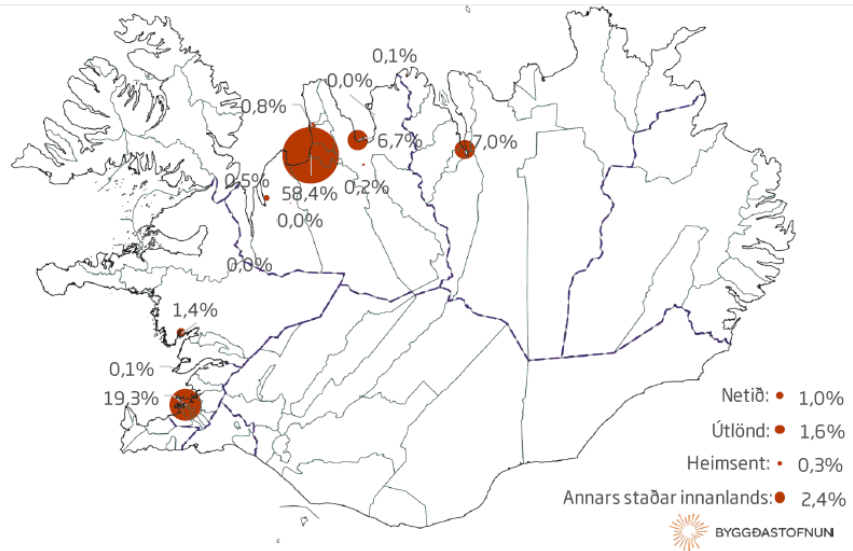 0,1%
0,0%
0,8%
6,7%
7,0%
0,5%
58,4%
0,2%
0,0%
0,0%
1,4%
0,1%
19,3%
Netið: 1,0%
Útlönd: 1,6%
Heimsent: 0,3%
Annars staðar innanlands: 2,4%
BYGGÐASTOFNUN